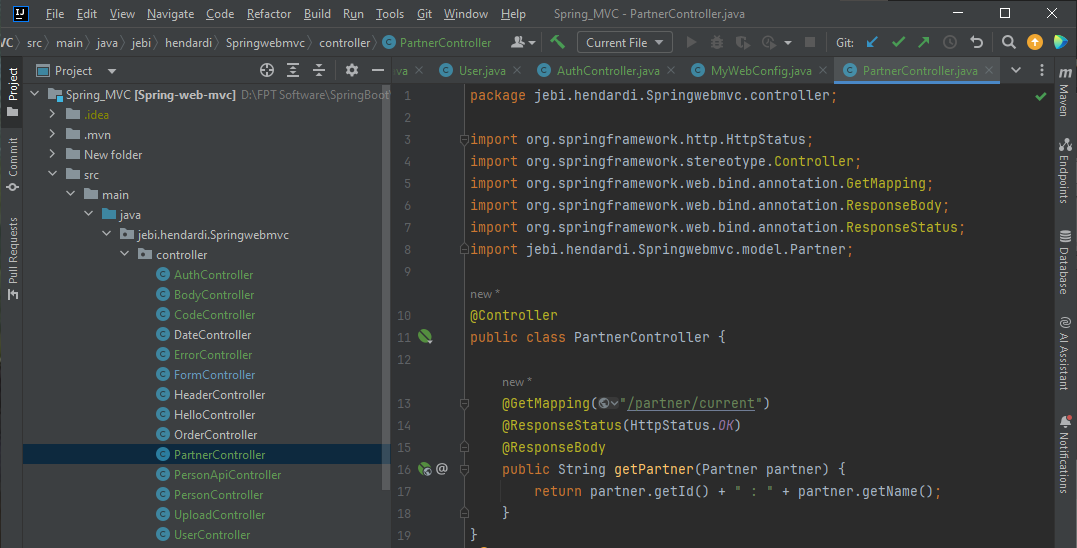 File Edit View Navigate Code Refactor Build Run Tools Git Window Help Spring_MVC - PartnerController.java
VC src main java jebi hendardi Springwebmvc controller PartnerController Current File Git:
Project
ava User.java AuthController.java MyWebConfig.java PartnerController.java
Project
Commit
Pull Requests
Spring_MVC [Spring-web-mvc] D:\FPT Software\SpringBoot
.idea
.mvn
New folder
src
main
java
jebi.hendardi.Springwebmvc
controller
AuthController
BodyController
CodeController
DateController
ErrorController
FormController
HeaderController
HelloController
OrderController
PartnerController
PersonApiController
PersonController
UploadController
UserController
1 package jebi.hendardi.Springwebmvc.controller;
2
3 import org.springframework.http.HttpStatus;
4 import org.springframework.stereotype.Controller;
5 import org.springframework.web.bind.annotation.GetMapping;
6 import org.springframework.web.bind.annotation.ResponseBody;
7 import org.springframework.web.bind.annotation.ResponseStatus;
8 import jebi.hendardi.Springwebmvc.model.Partner;
9
new *
10 @Controller
11 public class PartnerController {
12
new *
13 @GetMapping("/partner/current")
14 @ResponseStatus(HttpStatus.OK)
15 @ResponseBody
16 public String getPartner(Partner partner) {
17 return partner.getId() + " : " + partner.getName();
18 }
19 }
Maven
Endpoints
Database
AI Assistant
Notifications